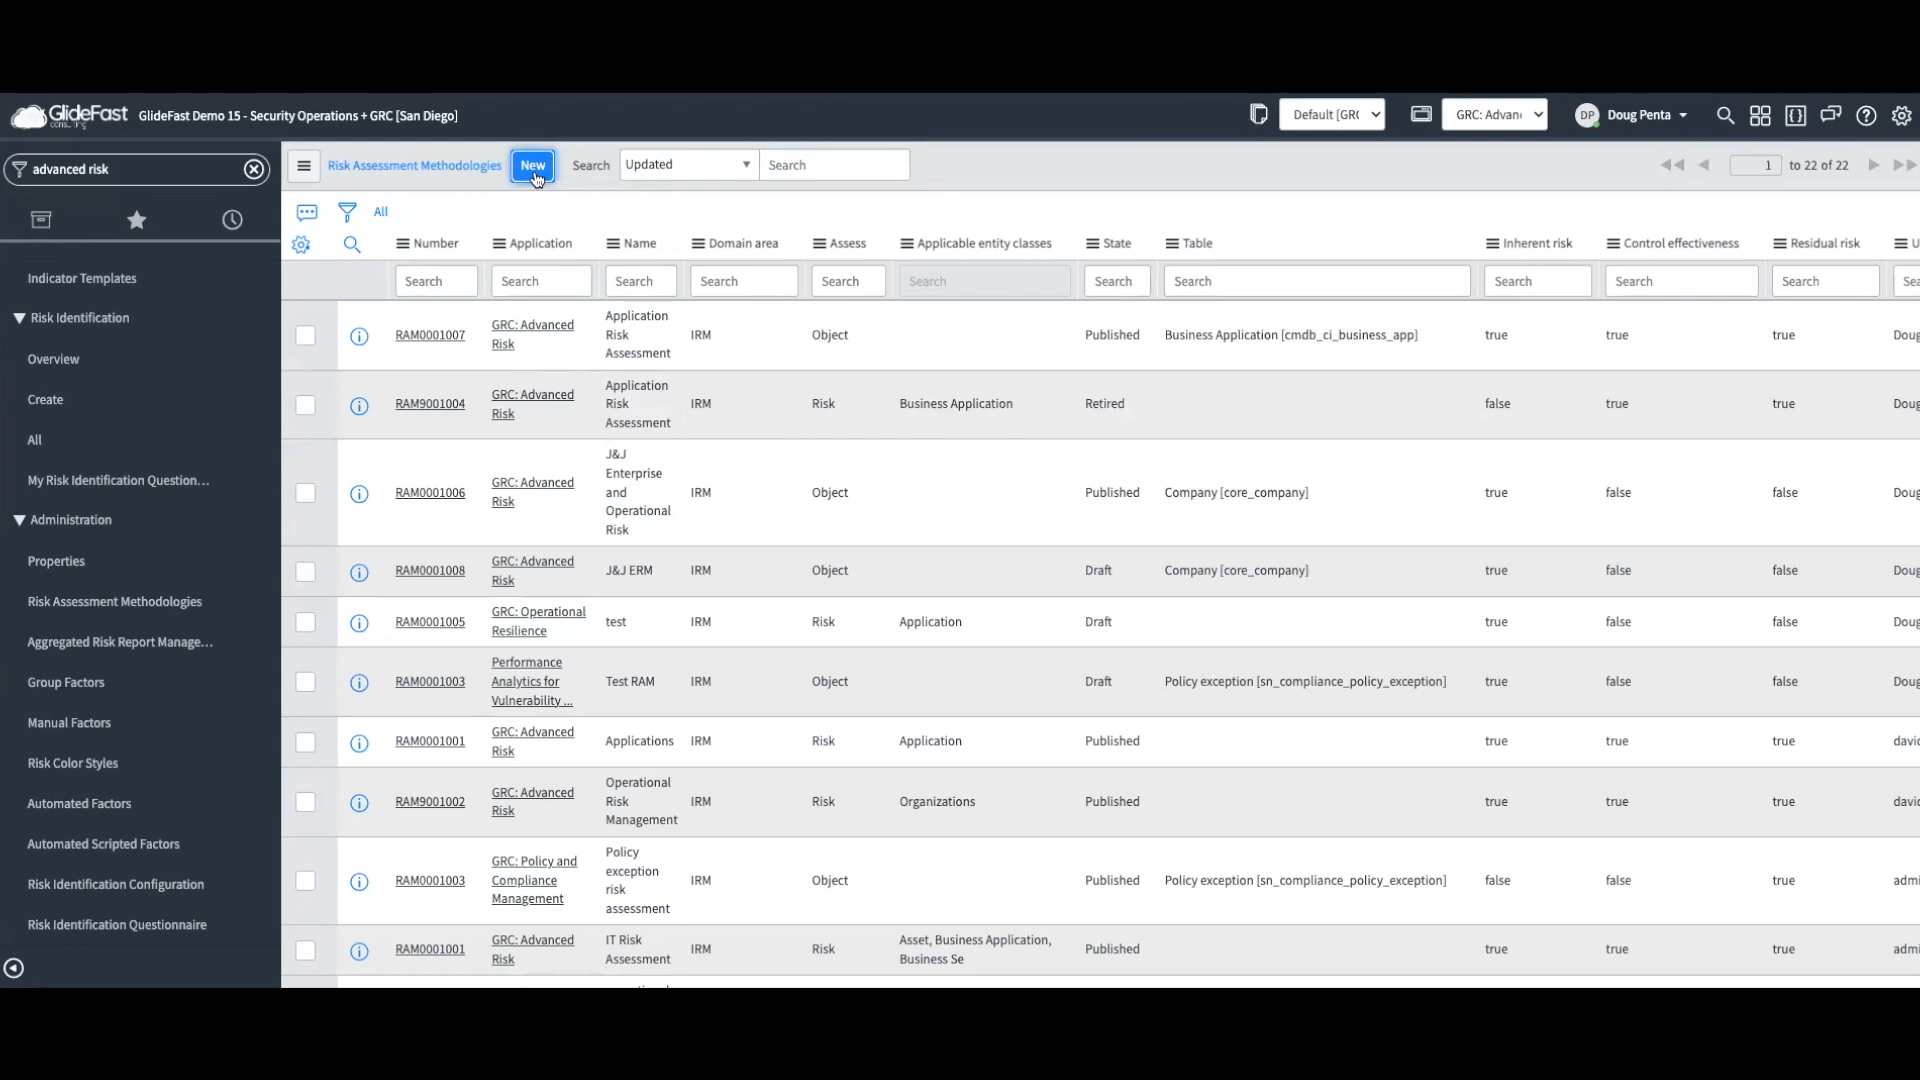 GlideFast
consulting
GlideFast Demo 15 - Security Operations + GRC [San Diego]
Default [GRC
GRC: Advan
DP
Doug Penta
advanced risk
Risk Assessment Methodologies
New
Search
Updated
Search
1
to 22 of 22
All
Number
Application
Name
Domain area
Assess
Applicable entity classes
State
Table
Inherent risk
Control effectiveness
Residual risk
U
Search
Search
Search
Search
Search
Search
Search
Search
Search
Search
Search
Sea
Indicator Templates
Risk Identification
Overview
Create
All
My Risk Identification Question...
Administration
Properties
Risk Assessment Methodologies
Aggregated Risk Report Manage...
Group Factors
Manual Factors
Risk Color Styles
Automated Factors
Automated Scripted Factors
Risk Identification Configuration
Risk Identification Questionnaire
RAM0001007
GRC: Advanced
Risk
Application
Risk
Assessment
IRM
Object
Published
Business Application [cmdb_ci_business_app]
true
true
true
Doug
RAM9001004
GRC: Advanced
Risk
Application
Risk
Assessment
IRM
Risk
Business Application
Retired
false
true
true
Doug
RAM0001006
GRC: Advanced
Risk
J&J
Enterprise
and
Operational
Risk
IRM
Object
Published
Company [core_company]
true
false
false
Doug
RAM0001008
GRC: Advanced
Risk
J&J ERM
IRM
Object
Draft
Company [core_company]
true
false
false
Doug
RAM0001005
GRC: Operational
Resilience
test
IRM
Risk
Application
Draft
true
false
false
Doug
RAM0001003
Performance
Analytics for
Vulnerability ...
Test RAM
IRM
Object
Draft
Policy exception [sn_compliance_policy_exception]
true
false
false
Doug
RAM0001001
GRC: Advanced
Risk
Applications
IRM
Risk
Application
Published
true
true
true
davic
RAM9001002
GRC: Advanced
Risk
Operational
Risk
Management
IRM
Risk
Organizations
Published
true
true
true
davic
RAM0001003
GRC: Policy and
Compliance
Management
Policy
exception
risk
assessment
IRM
Object
Published
Policy exception [sn_compliance_policy_exception]
false
false
true
admi
RAM0001001
GRC: Advanced
Risk
IT Risk
Assessment
IRM
Risk
Asset, Business Application,
Business Se
Published
true
true
true
admi